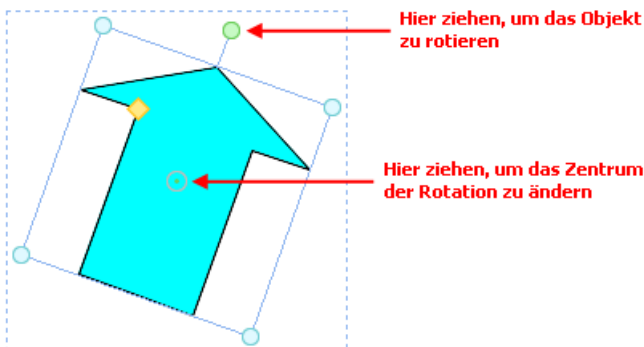 Hier ziehen, um das Objekt
zu rotieren
Hier ziehen, um das Zentrum
der Rotation zu ändern